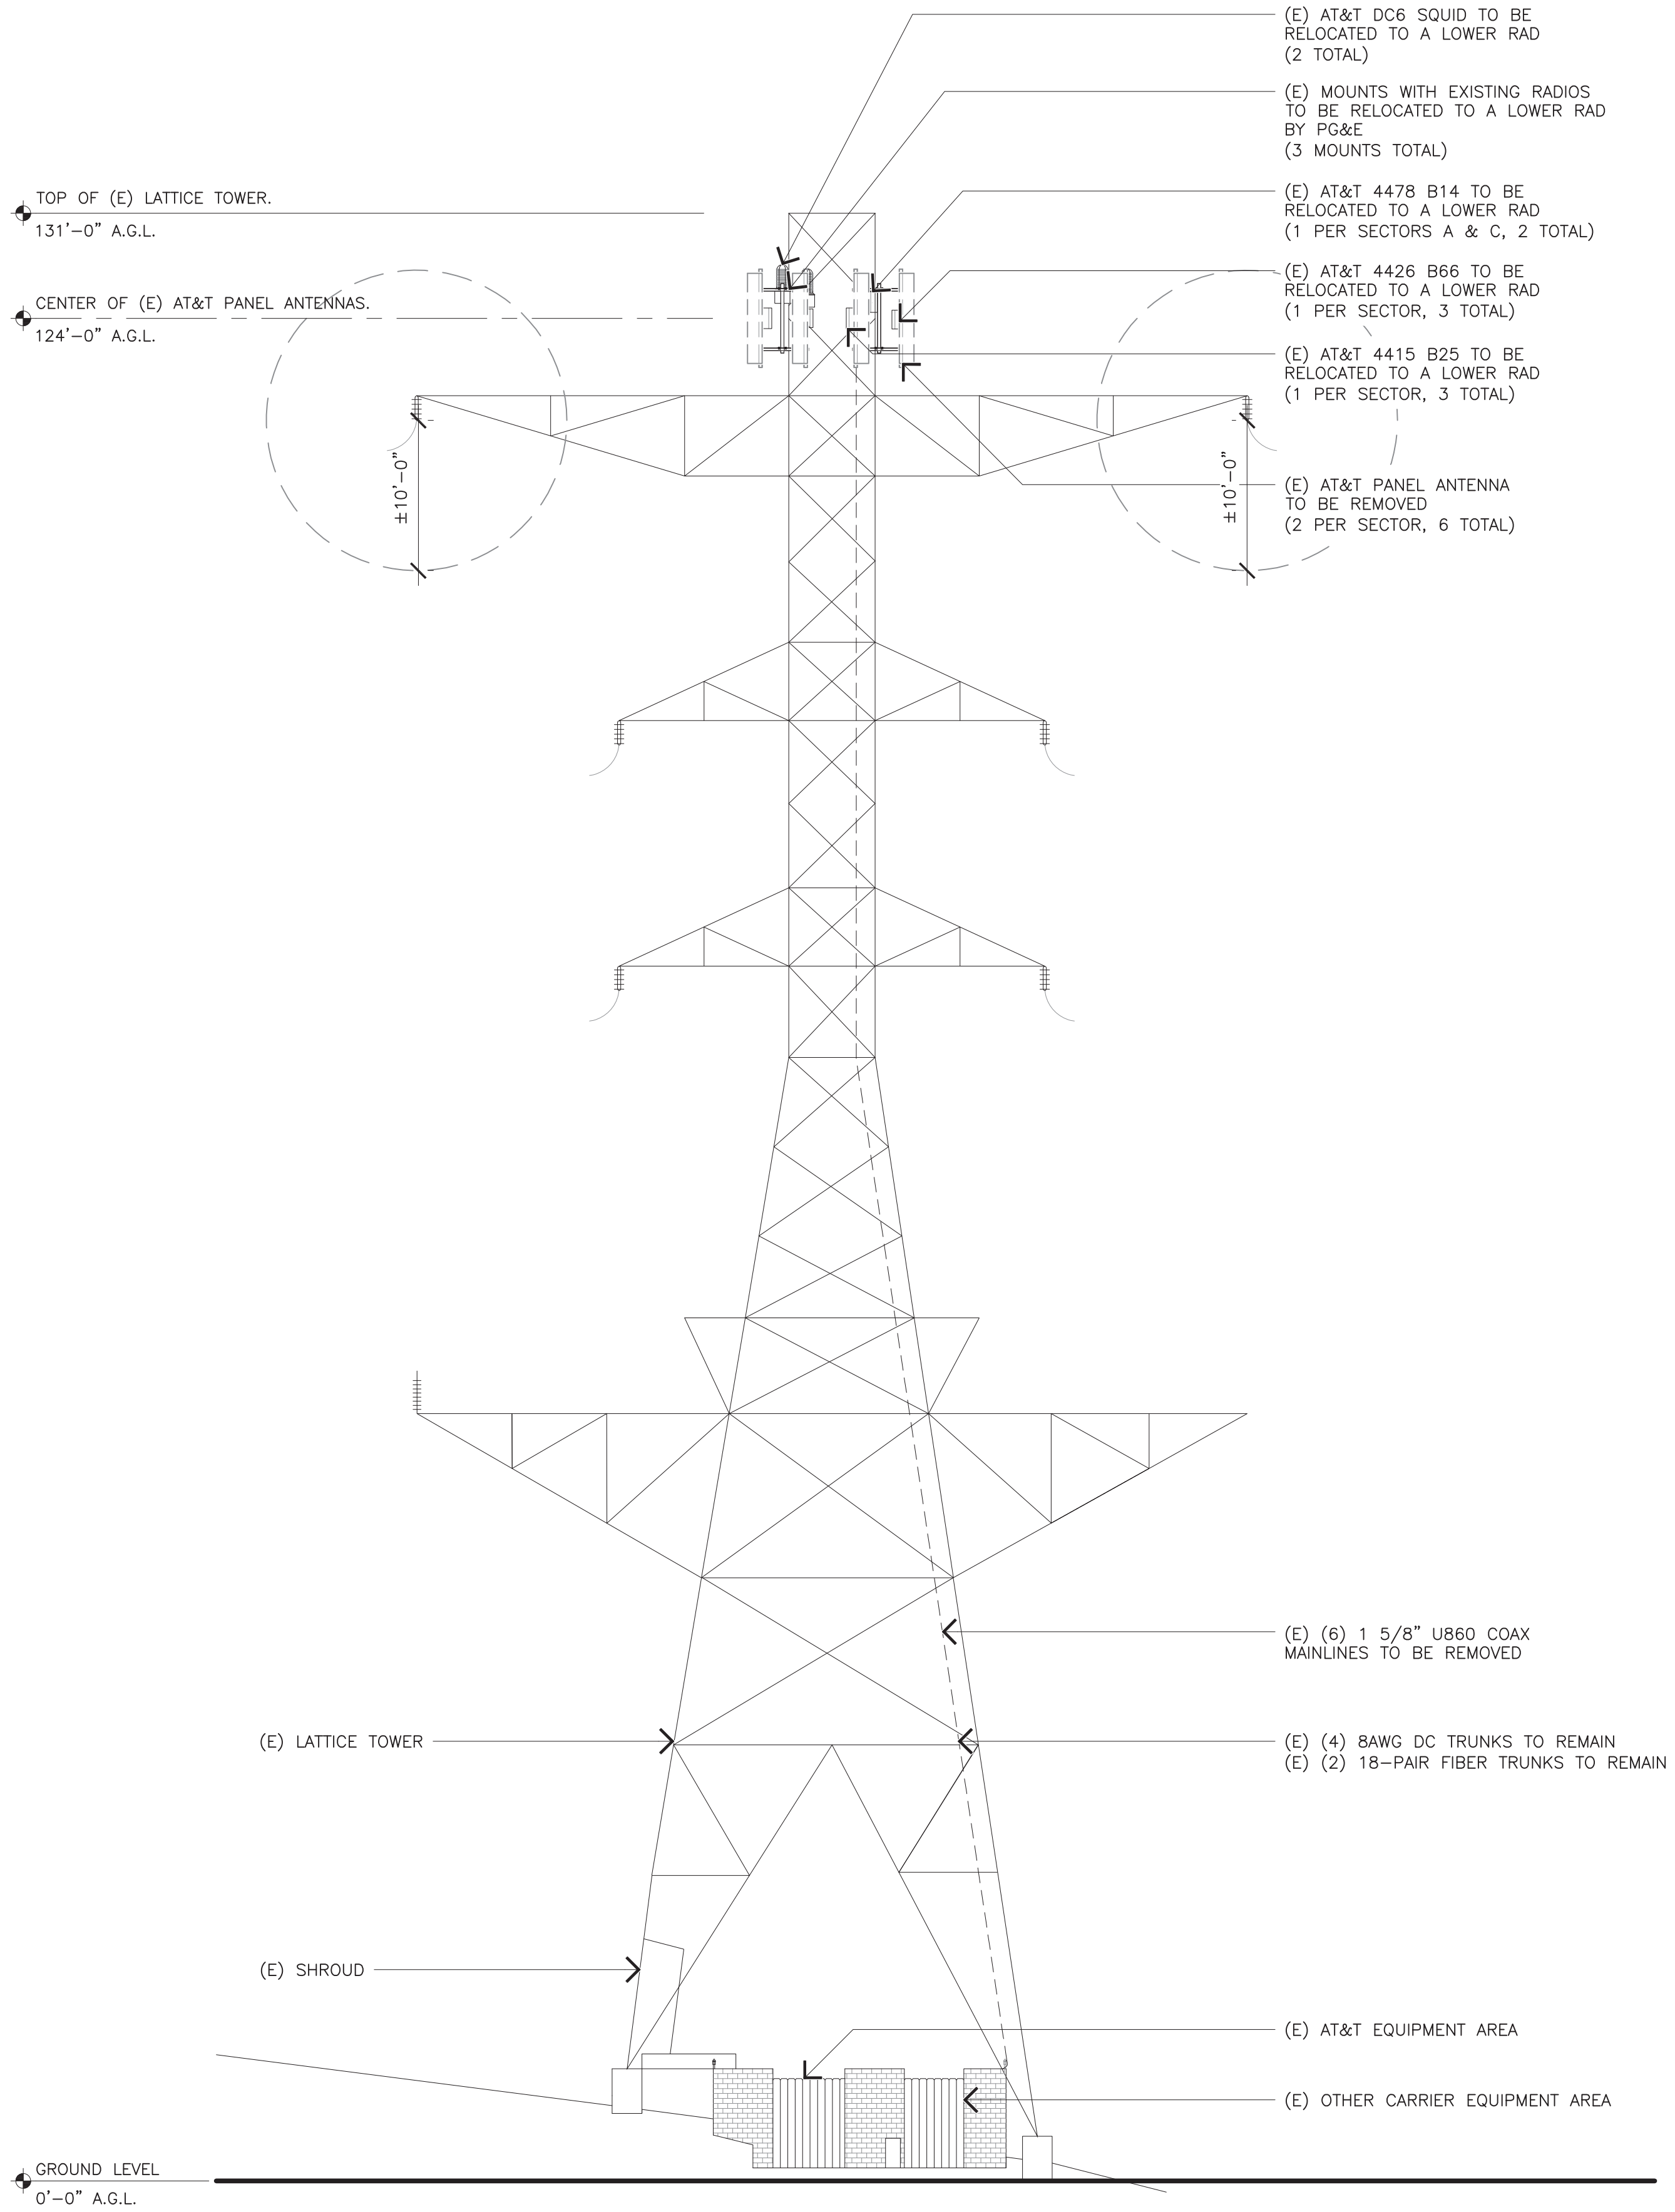 (E) AT&T DC6 SQUID TO BE
RELOCATED TO A LOWER RAD
(2 TOTAL)
(E) MOUNTS WITH EXISTING RADIOS
TO BE RELOCATED TO A LOWER RAD
BY PG&E
(3 MOUNTS TOTAL)
TOP OF (E) LATTICE TOWER.
131'-0" A.G.L.
(E) AT&T 4478 B14 TO BE
RELOCATED TO A LOWER RAD
(1 PER SECTORS A & C, 2 TOTAL)
CENTER OF (E) AT&T PANEL ANTENNAS.
124'-0" A.G.L.
(E) AT&T 4426 B66 TO BE
RELOCATED TO A LOWER RAD
(1 PER SECTOR, 3 TOTAL)
(E) AT&T 4415 B25 TO BE
RELOCATED TO A LOWER RAD
(1 PER SECTOR, 3 TOTAL)
±10'-0"
±10'-0"
(E) AT&T PANEL ANTENNA
TO BE REMOVED
(2 PER SECTOR, 6 TOTAL)
(E) (6) 1 5/8" U860 COAX
MAINLINES TO BE REMOVED
(E) LATTICE TOWER
(E) (4) 8AWG DC TRUNKS TO REMAIN
(E) (2) 18-PAIR FIBER TRUNKS TO REMAIN
(E) SHROUD
(E) AT&T EQUIPMENT AREA
(E) OTHER CARRIER EQUIPMENT AREA
GROUND LEVEL
0'-0" A.G.L.